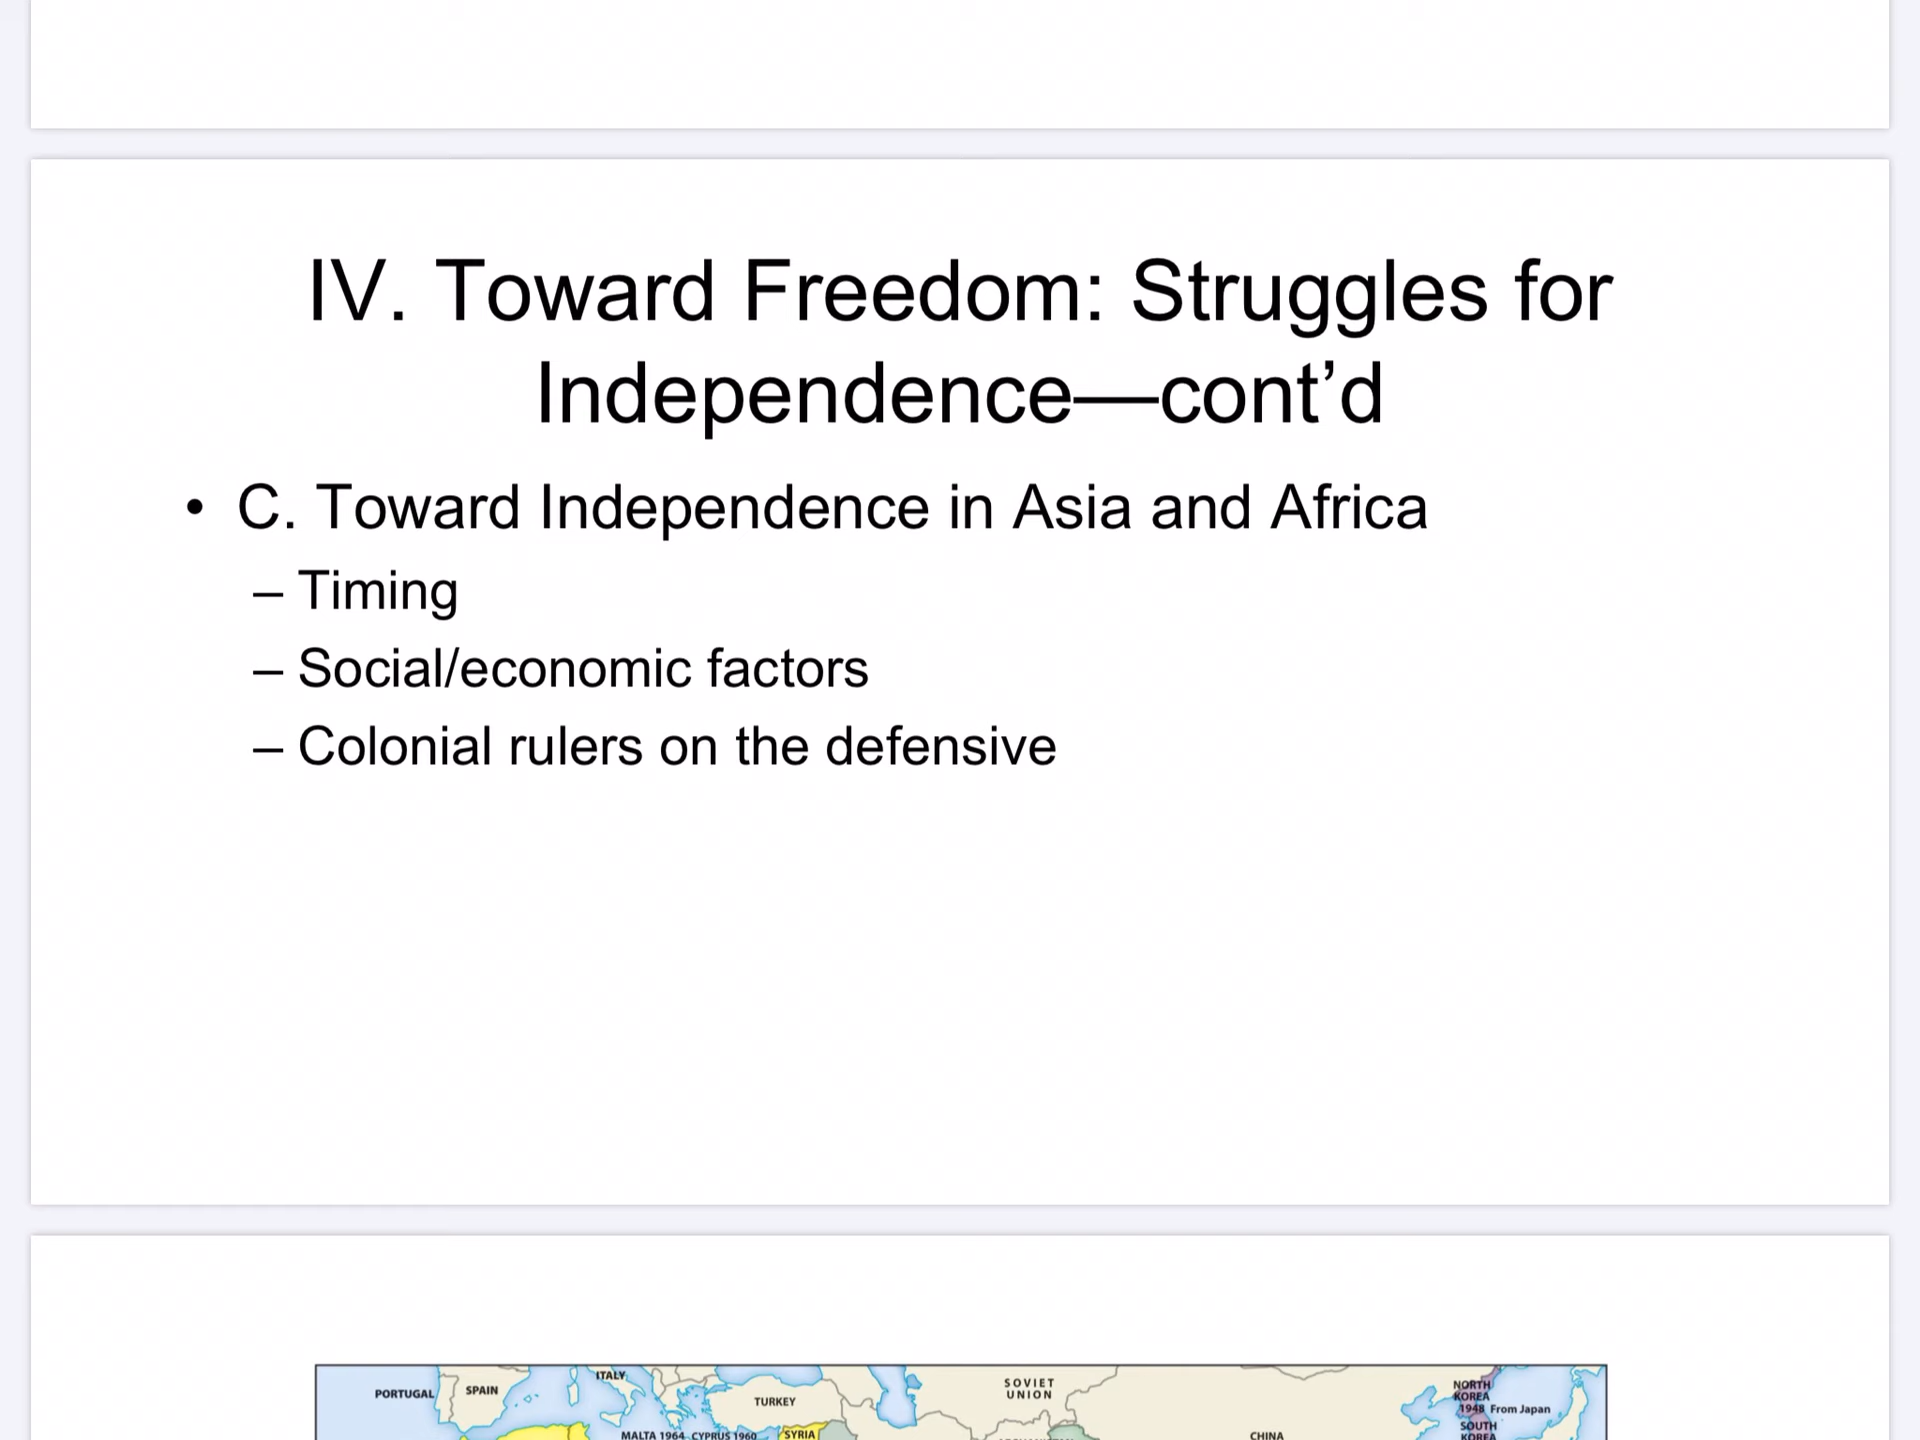 IV. Toward Freedom: Struggles for
Independence—cont’d
• C. Toward Independence in Asia and Africa
– Timing
– Social/economic factors
– Colonial rulers on the defensive
ITALY
PORTUGAL
SPAIN
TURKEY
SOVIET
UNION
NORTH
KOREA
1948 From Japan
SOUTH
KOREA
MALTA 1964
CYPRUS 1960
SYRIA
CHINA